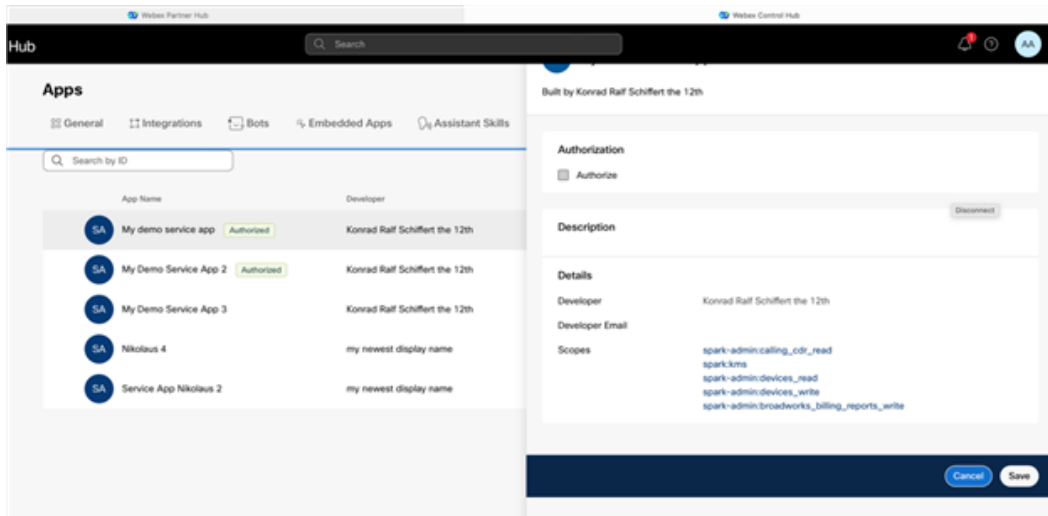 Webex Partner Hub
Webex Control Hub
Hub
Search
1
?
AA
Apps
General
Integrations
Bots
Embedded Apps
Assistant Skills
Search by ID
App Name
Developer
SA
My demo service app
Authorized
Konrad Ralf Schiffert the 12th
SA
My Demo Service App 2
Authorized
Konrad Ralf Schiffert the 12th
SA
My Demo Service App 3
Konrad Ralf Schiffert the 12th
SA
Nikolaus 4
my newest display name
SA
Service App Nikolaus 2
my newest display name
Built by Konrad Ralf Schiffert the 12th
Authorization
Authorize
Disconnect
Description
Details
Developer
Konrad Ralf Schiffert the 12th
Developer Email
Scopes
spark-admin:calling_cdr_read
spark:kms
spark-admin:devices_read
spark-admin:devices_write
spark-admin:broadworks_billing_reports_write
Cancel
Save